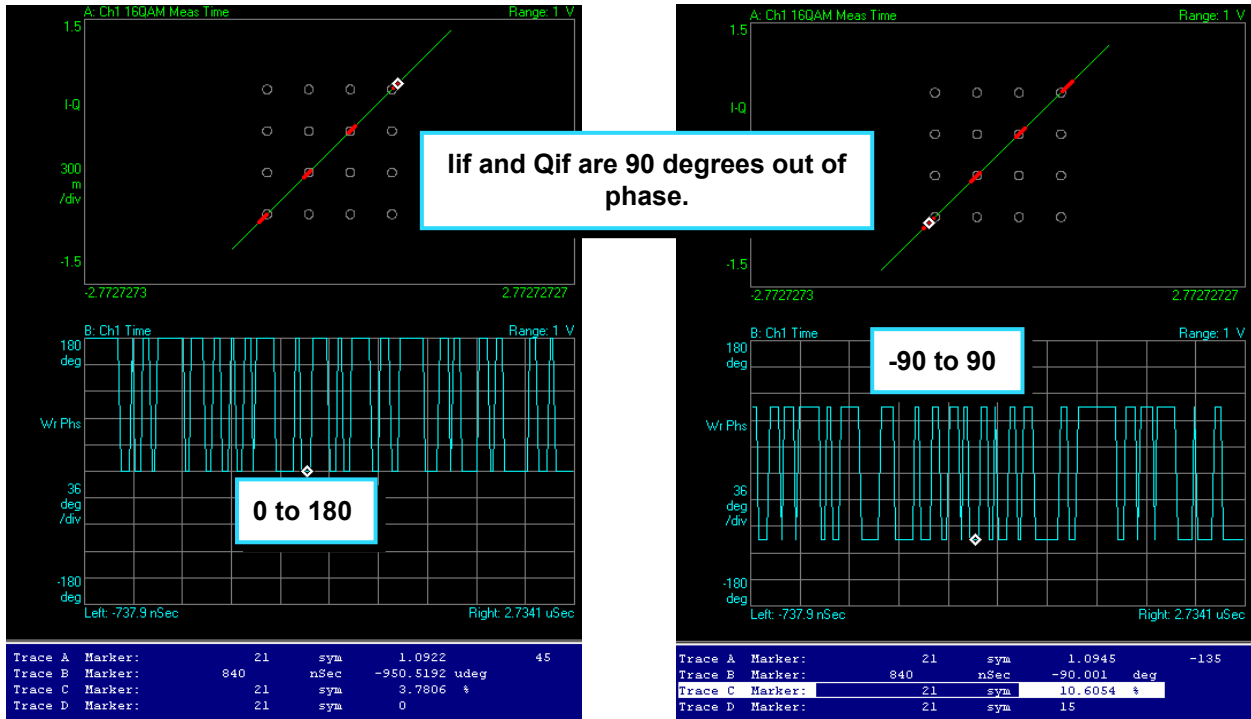 A: Ch1 16QAM Meas Time Range: 1 V
1.5
I-Q
300
m
/div
-1.5
-2.7727273 2.77272727
B: Ch1 Time Range: 1 V
180
deg
Wr Phs
36
deg
/div
-180
deg
Left: -737.9 nSec Right: 2.7341 uSec
0 to 180
Trace A Marker: 21 sym 1.0922 45
Trace B Marker: 840 nSec -950.5192 udeg
Trace C Marker: 21 sym 3.7806 %
Trace D Marker: 21 sym 0
Iif and Qif are 90 degrees out of
phase.
A: Ch1 16QAM Meas Time Range: 1 V
1.5
I-Q
300
m
/div
-1.5
-2.7727273 2.77272727
B: Ch1 Time Range: 1 V
180
deg
-90 to 90
Wr Phs
36
deg
/div
-180
deg
Left: -737.9 nSec Right: 2.7341 uSec
Trace A Marker: 21 sym 1.0945 -135
Trace B Marker: 840 nSec -90.001 deg
Trace C Marker: 21 sym 10.6054 %
Trace D Marker: 21 sym 15